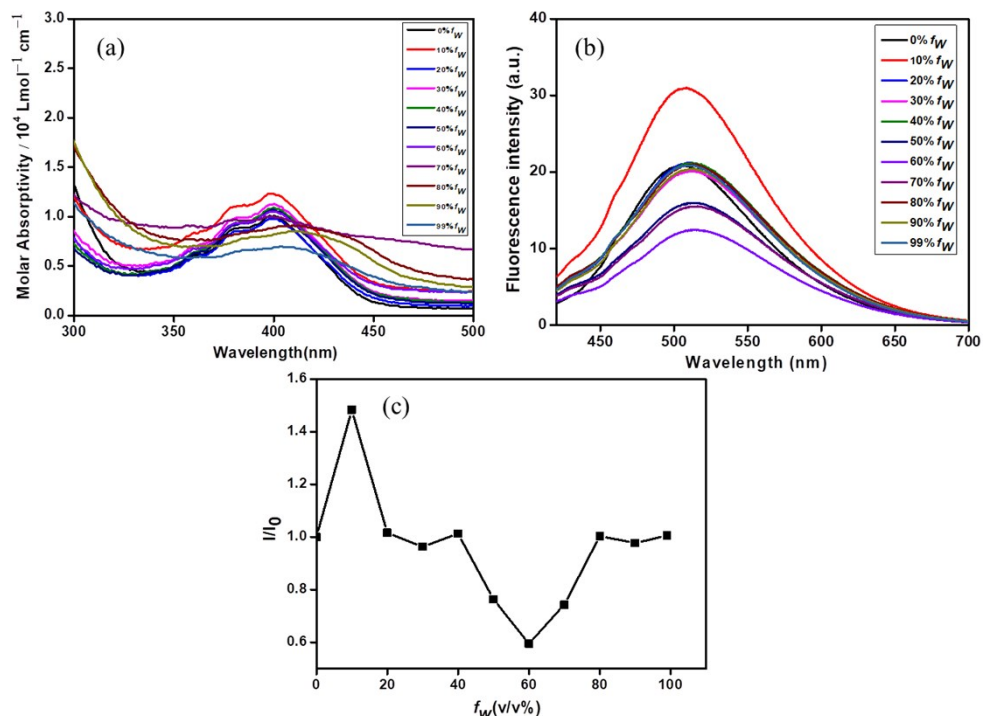 (a)
3.0
2.5
2.0
1.5
1.0
0.5
0.0
300
350
400
450
500
Molar Absorptivity / 10⁴ Lmol⁻¹ cm⁻¹
Wavelength(nm)
0% fW
10% fW
20% fW
30% fW
40% fW
50% fW
60% fW
70% fW
80% fW
90% fW
99% fW
(b)
40
30
20
10
0
450
500
550
600
650
700
Fluorescence intensity (a.u.)
Wavelength (nm)
0% fW
10% fW
20% fW
30% fW
40% fW
50% fW
60% fW
70% fW
80% fW
90% fW
99% fW
(c)
1.6
1.4
1.2
1.0
0.8
0.6
0
20
40
60
80
100
I/I0
fW(v/v%)